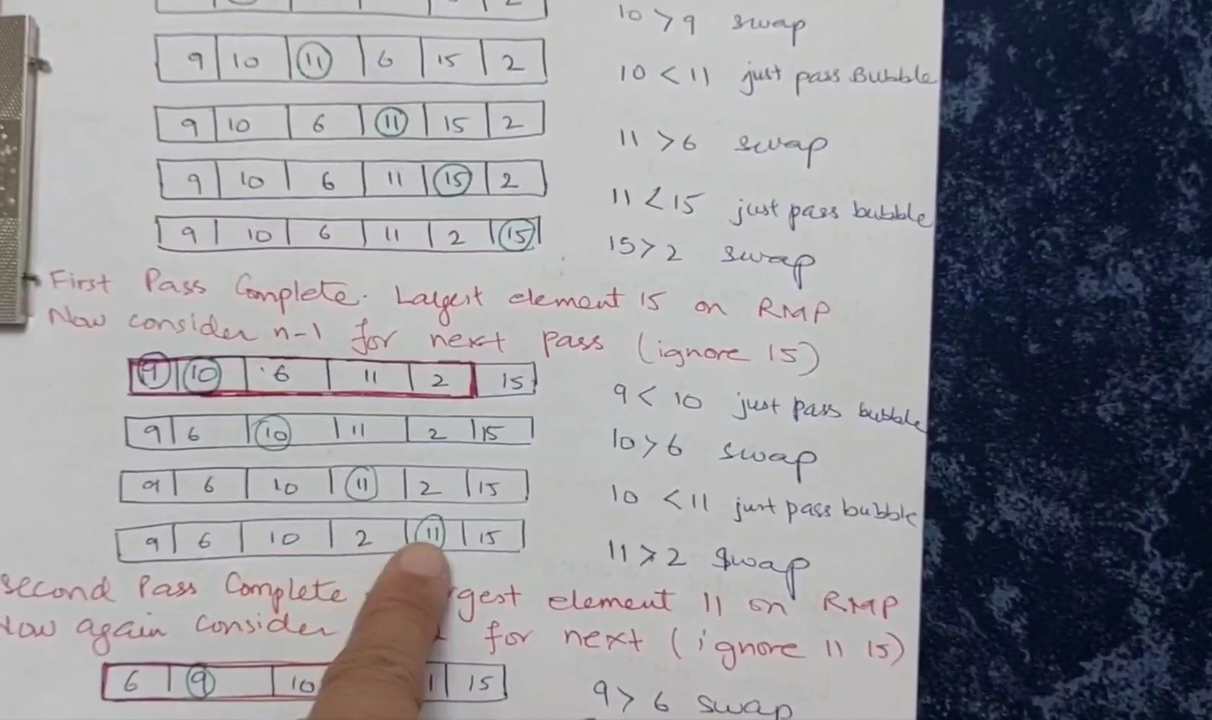 2
10 > 9 swap
9 10 11 6 15 2
10 < 11 just pass Bubble
9 10 6 11 15 2
11 > 6 swap
9 10 6 11 15 2
11 < 15 just pass bubble
9 10 6 11 2 15
15 > 2 swap
First Pass Complete. Largest element 15 on RMP
Now consider n-1 for next pass (ignore 15)
9 10 6 11 2 15
9 < 10 just pass bubble
9 6 10 11 2 15
10 > 6 swap
9 6 10 11 2 15
10 < 11 just pass bubble
9 6 10 2 11 15
11 > 2 swap
second Pass Complete element 11 on RMP
Now again consider for next (ignore 11 15)
6 9 10 15
9 > 6 swap